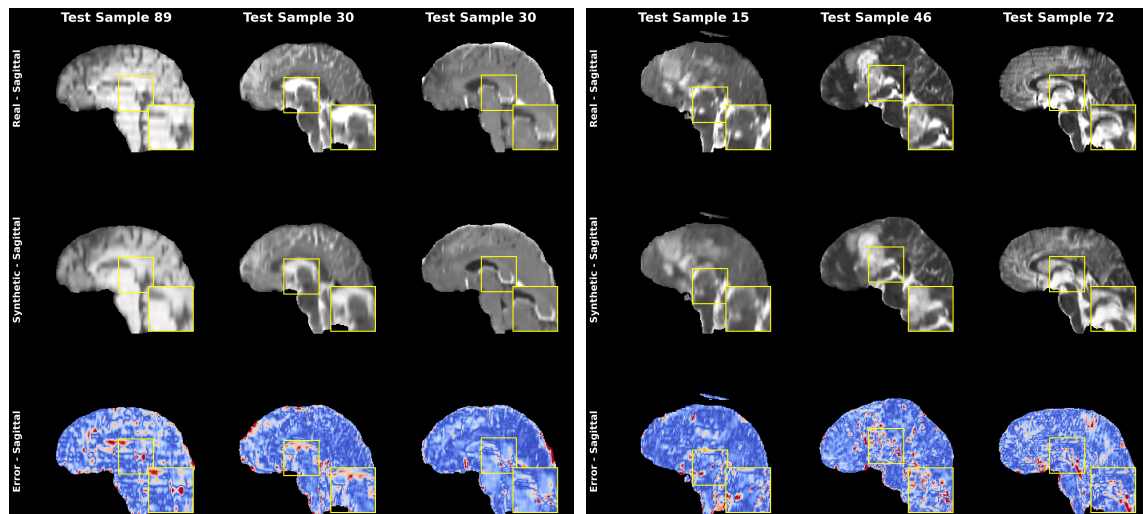 Test Sample 89
Test Sample 30
Test Sample 30
Test Sample 15
Test Sample 46
Test Sample 72
Real - Sagittal
Real - Sagittal
Synthetic - Sagittal
Synthetic - Sagittal
Error - Sagittal
Error - Sagittal